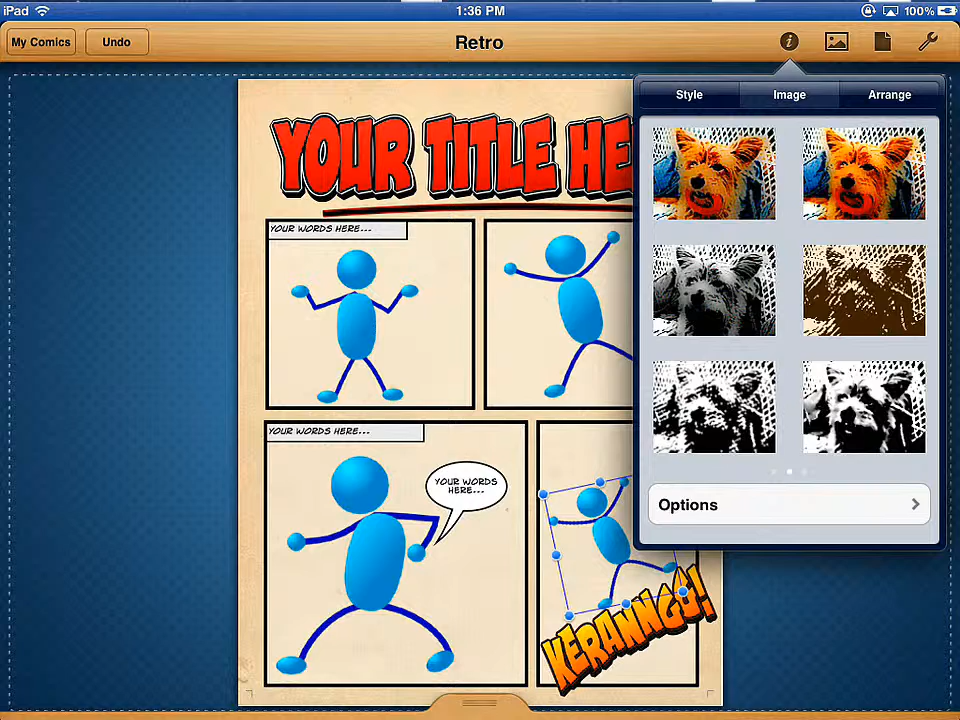 iPad 1:36 PM 100%
My Comics Undo Retro
Style Image Arrange
YOUR TITLE HE
YOUR WORDS HERE...
YOUR WORDS HERE...
YOUR WORDS
HERE...
Options
KERANNGG!